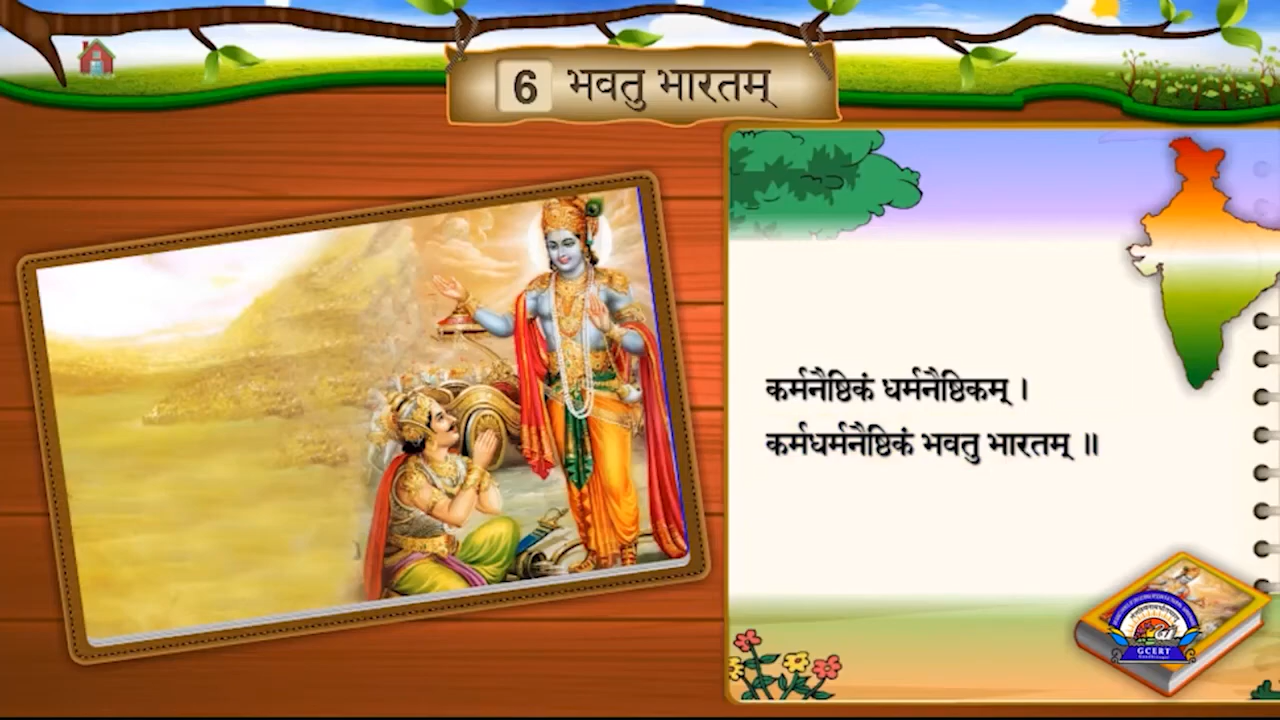 6 भवतु भारतम्
कर्मनैष्ठिकं धर्मनैष्ठिकम् ।
कर्मधर्मनैष्ठिकं भवतु भारतम् ॥
GCERT